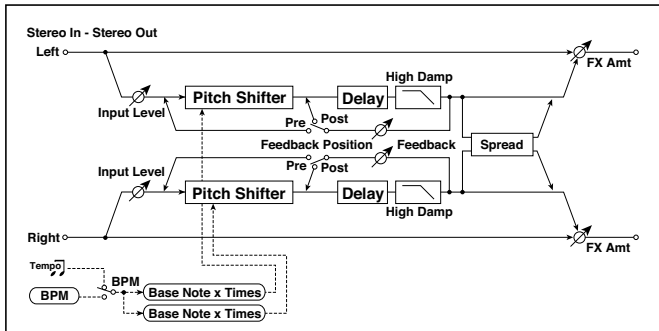 Stereo In - Stereo Out
Left
FX Amt
High Damp
Pitch Shifter
Delay
Input Level
Post
Pre
Feedback Position
Feedback
Spread
Input Level
Pre
Post
Pitch Shifter
Delay
High Damp
Right
FX Amt
Tempo
BPM
BPM
Base Note x Times
Base Note x Times